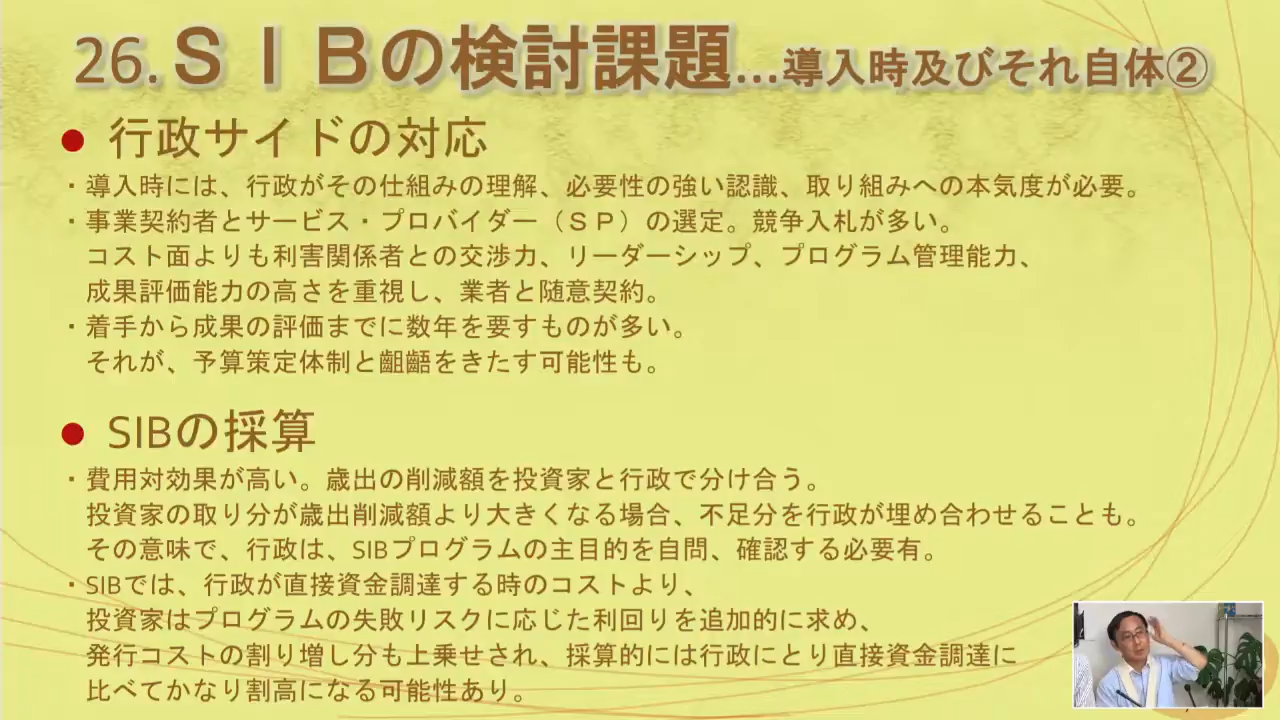 26.ＳＩＢの検討課題…導入時及びそれ自体②
● 行政サイドの対応
・導入時には、行政がその仕組みの理解、必要性の強い認識、取り組みへの本気度が必要。
・事業契約者とサービス・プロバイダー（ＳＰ）の選定。競争入札が多い。
コスト面よりも利害関係者との交渉力、リーダーシップ、プログラム管理能力、
成果評価能力の高さを重視し、業者と随意契約。
・着手から成果の評価までに数年を要すものが多い。
それが、予算策定体制と齟齬をきたす可能性も。
● SIBの採算
・費用対効果が高い。歳出の削減額を投資家と行政で分け合う。
投資家の取り分が歳出削減額より大きくなる場合、不足分を行政が埋め合わせることも。
その意味で、行政は、SIBプログラムの主目的を自問、確認する必要有。
・SIBでは、行政が直接資金調達する時のコストより、
投資家はプログラムの失敗リスクに応じた利回りを追加的に求め、
発行コストの割り増し分も上乗せされ、採算的には行政にとり直接資金調達に
比べてかなり割高になる可能性あり。